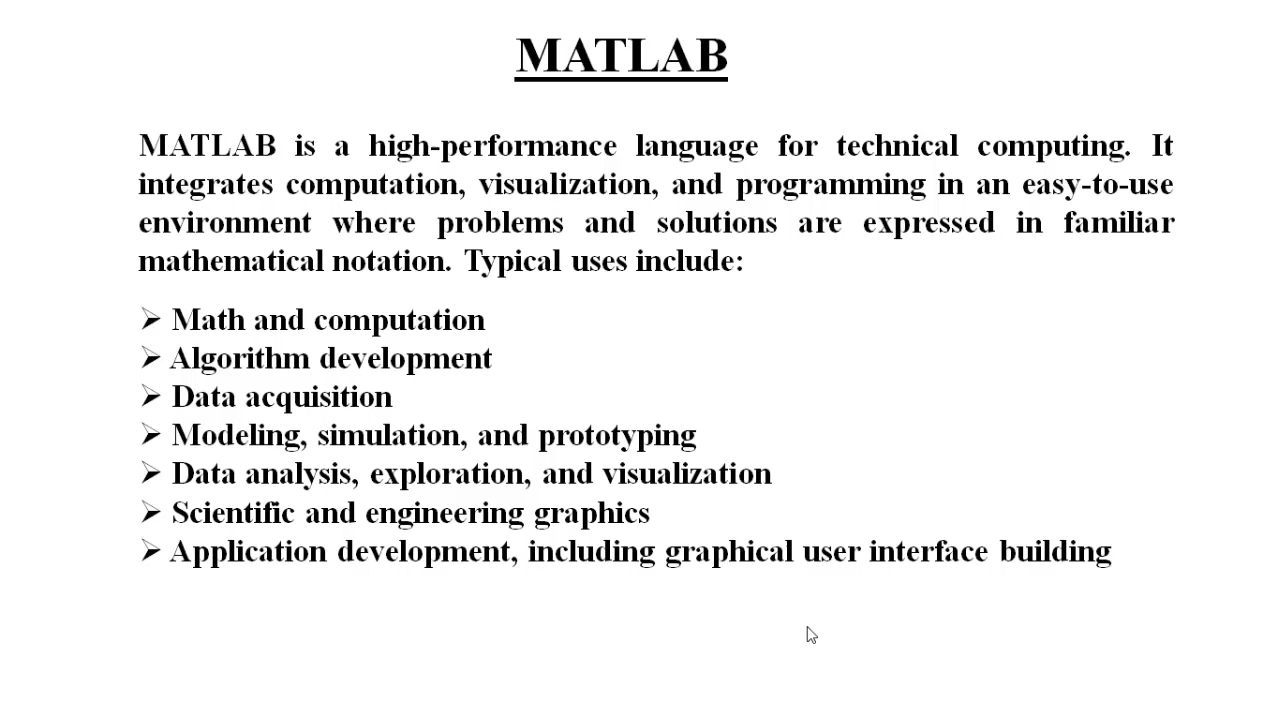 MATLAB
MATLAB is a high-performance language for technical computing. It
integrates computation, visualization, and programming in an easy-to-use
environment where problems and solutions are expressed in familiar
mathematical notation. Typical uses include:
➢ Math and computation
➢ Algorithm development
➢ Data acquisition
➢ Modeling, simulation, and prototyping
➢ Data analysis, exploration, and visualization
➢ Scientific and engineering graphics
➢ Application development, including graphical user interface building